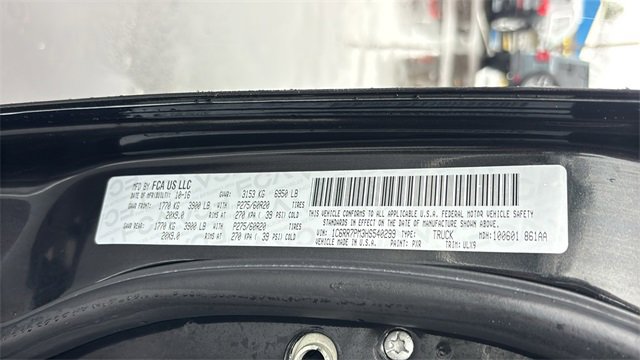 MFD BY FCA US LLC
DATE OF MFR(BUILT) 10-16 GVWR: 3153 KG 6950 LB
GAWR FRONT: 1770 KG 3900 LB WITH P275/60R20 TIRES
20X9.0 RIMS AT 270 KPA ( 39 PSI) COLD
GAWR REAR: 1770 KG 3900 LB WITH P275/60R20 TIRES
20X9.0 RIMS AT 270 KPA ( 39 PSI) COLD
THIS VEHICLE CONFORMS TO ALL APPLICABLE U.S.A. FEDERAL MOTOR VEHICLE SAFETY
STANDARDS IN EFFECT ON THE DATE OF MANUFACTURE SHOWN ABOVE.
VIN: 1C6RR7PM3HS540299 TYPE: TRUCK MDH:100601 861AA
VEHICLE MADE IN U.S.A. PAINT: PXR TRIM: ULX9